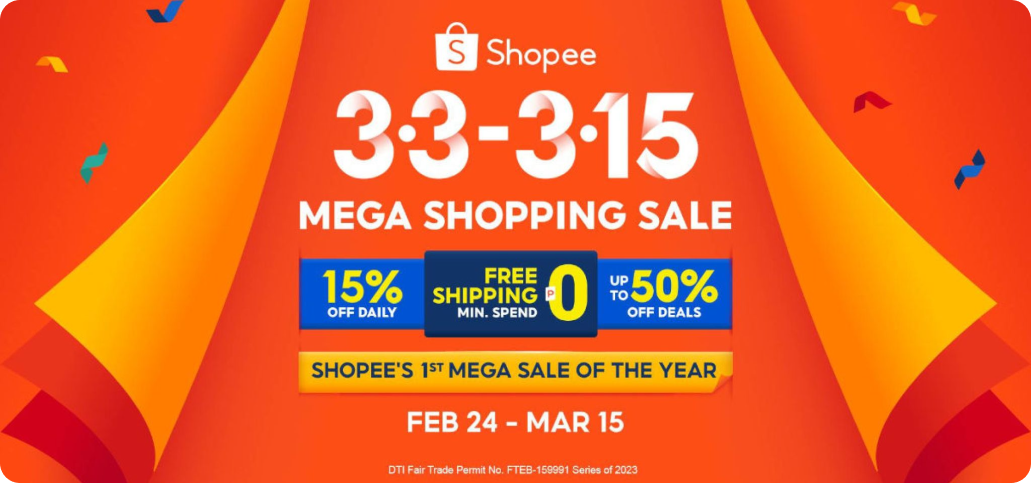 Shopee
3.3-3.15
MEGA SHOPPING SALE
15%
OFF DAILY
FREE
SHIPPING
MIN. SPEND
₱0
UP
TO
50%
OFF DEALS
SHOPEE'S 1ST MEGA SALE OF THE YEAR
FEB 24 - MAR 15
DTI Fair Trade Permit No. FTEB-159991 Series of 2023